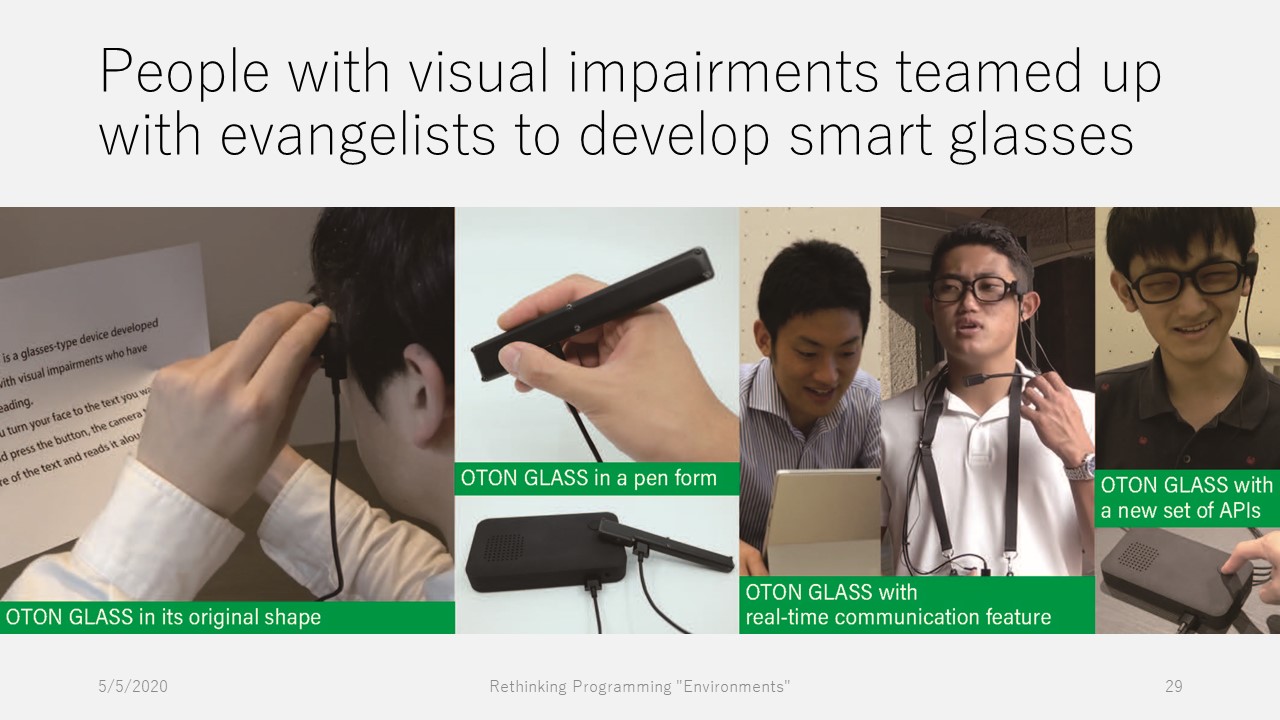 People with visual impairments teamed up
with evangelists to develop smart glasses
is a glasses-type device developed
with visual impairments who have
eading.
u turn your face to the text you wa
d press the button, the camera
re of the text and reads it alou
OTON GLASS in its original shape
OTON GLASS in a pen form
OTON GLASS with
real-time communication feature
OTON GLASS with
a new set of APIs
5/5/2020
Rethinking Programming "Environments"
29